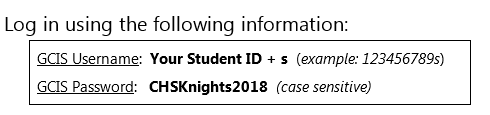 Log in using the following information:
GCIS Username: Your Student ID + s (example: 123456789s)
GCIS Password: CHSKnights2018 (case sensitive)